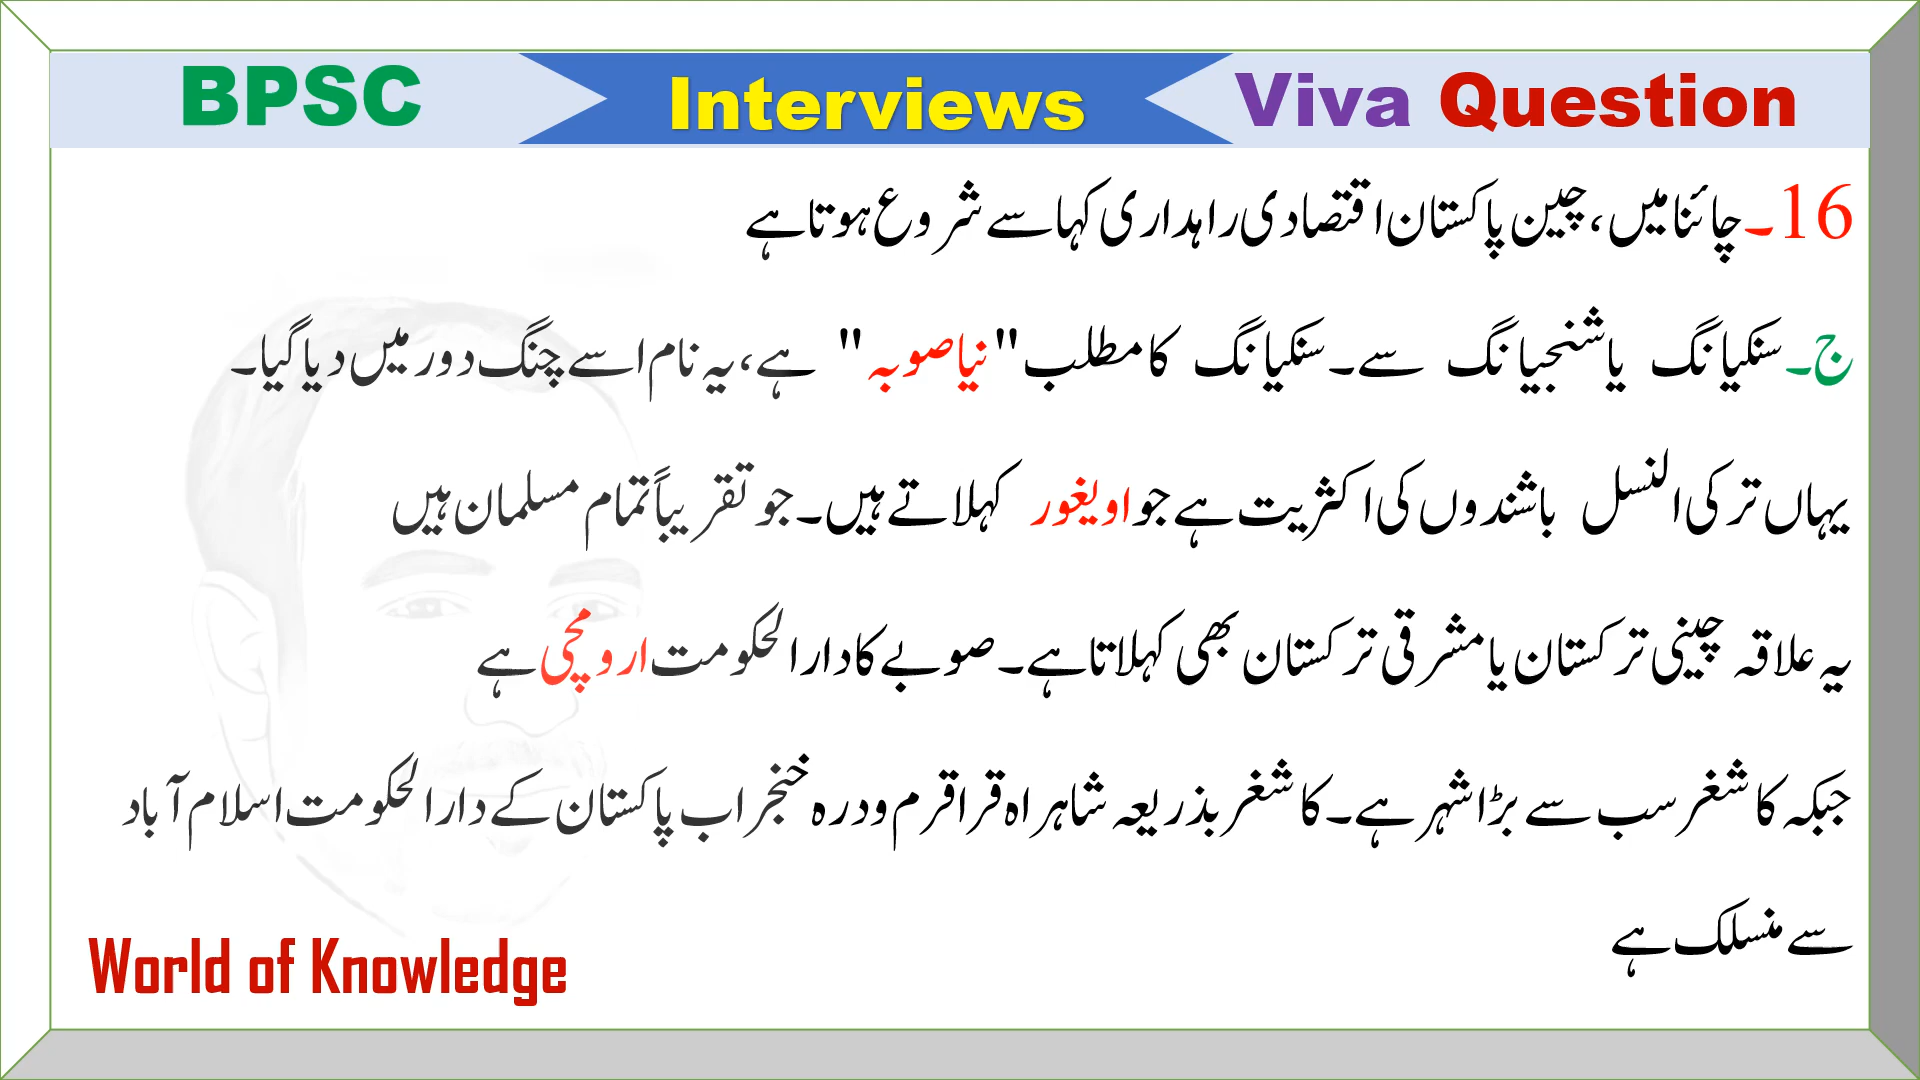 BPSC Interviews Viva Question
16۔ چائنا میں، چین پاکستان اقتصادی راہداری کہا سے شروع ہوتا ہے
ج۔ سنکیانگ یا شنجیانگ سے۔ سنکیانگ کا مطلب "نیا صوبہ" ہے، یہ نام اسے چنگ دور میں دیا گیا۔
یہاں ترکی النسل باشندوں کی اکثریت ہے جو اویغور کہلاتے ہیں۔ جو تقریباً تمام مسلمان ہیں
یہ علاقہ چینی ترکستان یا مشرقی ترکستان بھی کہلاتا ہے۔ صوبے کا دارالحکومت ارومچی ہے
جبکہ کاشغر سب سے بڑا شہر ہے۔ کاشغر بذریعہ شاہراہ قراقرم و درہ خنجراب پاکستان کے دارالحکومت اسلام آباد
سے منسلک ہے
World of Knowledge